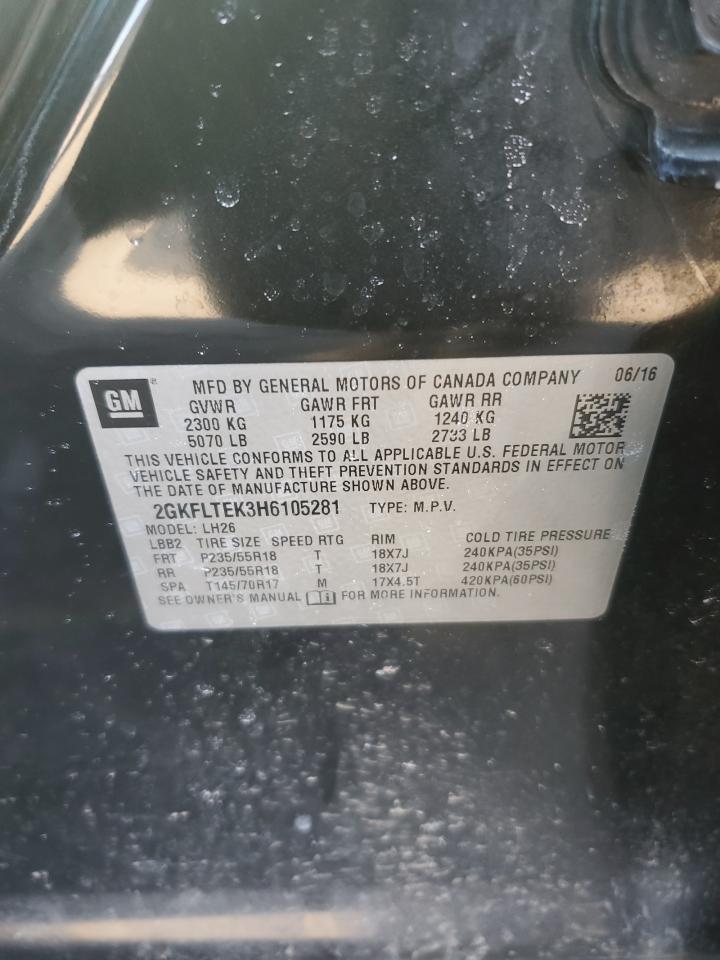 GM® MFD BY GENERAL MOTORS OF CANADA COMPANY 06/16
GVWR GAWR FRT GAWR RR
2300 KG 1175 KG 1240 KG
5070 LB 2590 LB 2733 LB
THIS VEHICLE CONFORMS TO ALL APPLICABLE U.S. FEDERAL MOTOR
VEHICLE SAFETY AND THEFT PREVENTION STANDARDS IN EFFECT ON
THE DATE OF MANUFACTURE SHOWN ABOVE.
2GKFLTEK3H6105281 TYPE: M.P.V.
MODEL: LH26
LBB2 TIRE SIZE SPEED RTG RIM COLD TIRE PRESSURE
FRT P235/55R18 T 18X7J 240KPA(35PSI)
RR P235/55R18 T 18X7J 240KPA(35PSI)
SPA T145/70R17 M 17X4.5T 420KPA(60PSI)
SEE OWNER'S MANUAL FOR MORE INFORMATION.